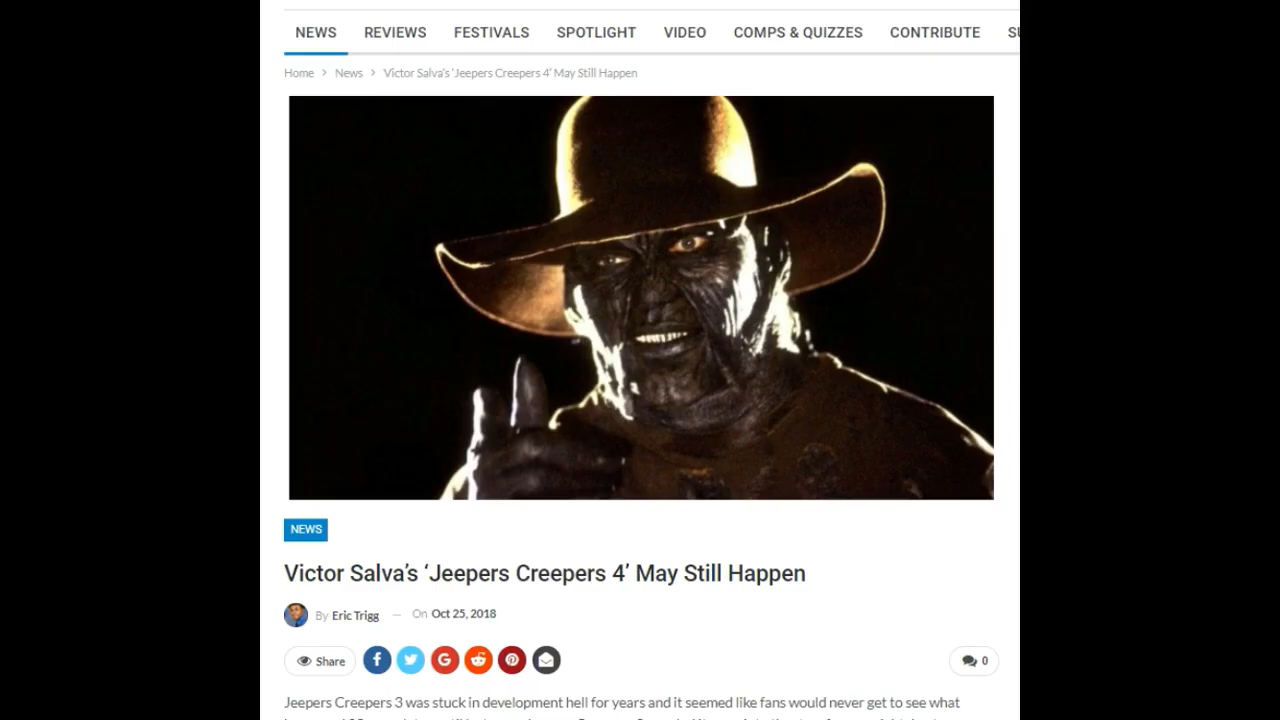 NEWS REVIEWS FESTIVALS SPOTLIGHT VIDEO COMPS & QUIZZES CONTRIBUTE
Home > News > Victor Salva's 'Jeepers Creepers 4' May Still Happen
NEWS
Victor Salva's ‘Jeepers Creepers 4’ May Still Happen
By Eric Trigg — On Oct 25, 2018
Share 0
Jeepers Creepers 3 was stuck in development hell for years and it seemed like fans would never get to see what